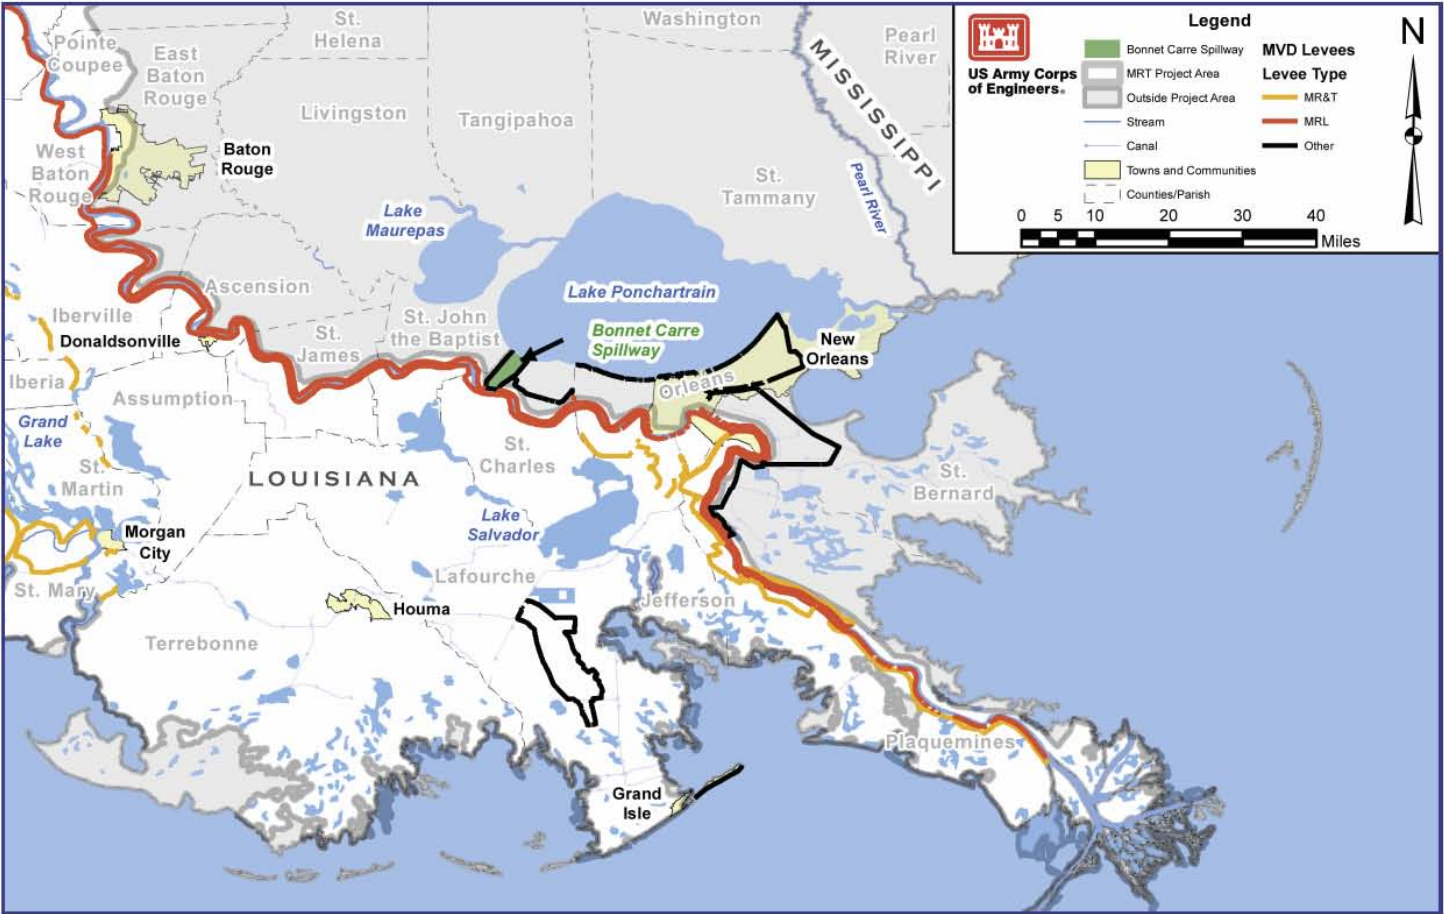 Pointe
Coupee
East
Baton
Rouge
St.
Helena
Washington
Pearl
River
MISSISSIPPI
Livingston
Tangipahoa
West
Baton
Rouge
Baton
Rouge
St.
Tammany
Pearl River
Lake
Maurepas
Ascension
Lake Ponchartrain
Iberville
Donaldsonville
St.
James
St. John
the Baptist
Bonnet Carre
Spillway
New
Orleans
Orleans
Iberia
Assumption
Grand
Lake
St.
Martin
LOUISIANA
St.
Charles
St.
Bernard
Lake
Salvador
Morgan
City
St. Mary
Lafourche
Jefferson
Houma
Terrebonne
Plaquemines
Grand
Isle
US Army Corps
of Engineers®
Legend
Bonnet Carre Spillway
MRT Project Area
Outside Project Area
Stream
Canal
Towns and Communities
Counties/Parish
MVD Levees
Levee Type
MR&T
MRL
Other
N
0 5 10 20 30 40
Miles